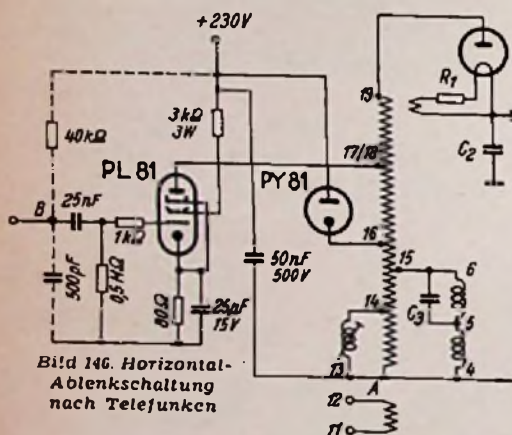 +230V
19
R1
3kΩ
3W
40kΩ
PL 81
17/18
PY 81
C2
B
25nF
16
1kΩ
15
6
50nF
500V
500pF
0,5MΩ
14
C3
5
80Ω
25µF
15V
13
4
A
Bild 146. Horizontal-
Ablenkschaltung
nach Telefunken
12
11